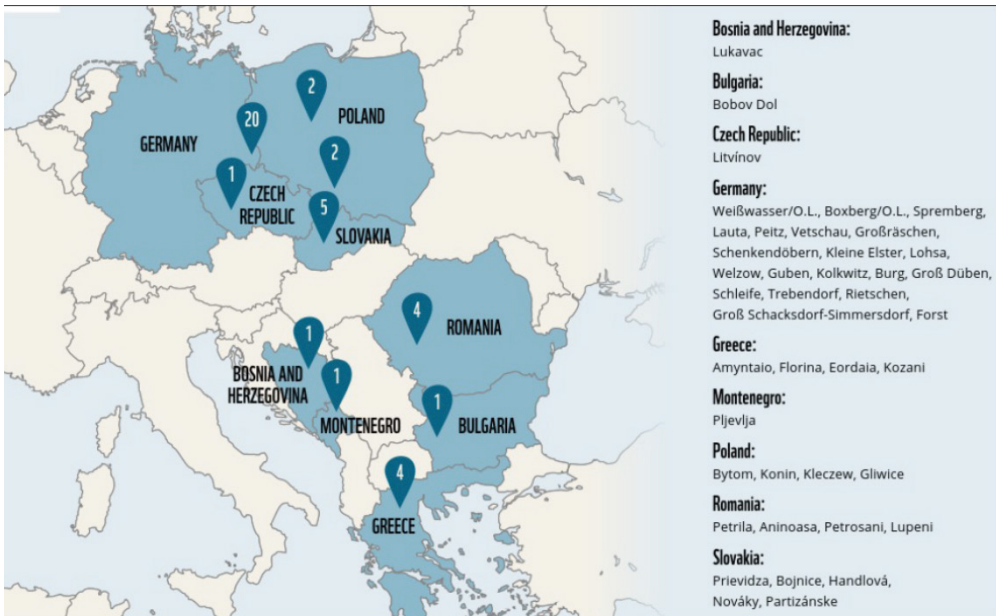 2
POLAND
20
GERMANY
2
1
CZECH
REPUBLIC
5
SLOVAKIA
4
ROMANIA
1
BOSNIA AND
HERZEGOVINA
1
MONTENEGRO
1
BULGARIA
4
GREECE
Bosnia and Herzegovina:
Lukavac
Bulgaria:
Bobov Dol
Czech Republic:
Litvínov
Germany:
Weißwasser/O.L., Boxberg/O.L., Spremberg,
Lauta, Peitz, Vetschau, Großräschen,
Schenkendöbern, Kleine Elster, Lohsa,
Welzow, Guben, Kolkwitz, Burg, Groß Düben,
Schleife, Trebendorf, Rietschen,
Groß Schacksdorf-Simmersdorf, Forst
Greece:
Amyntaio, Florina, Eordaia, Kozani
Montenegro:
Pljevlja
Poland:
Bytom, Konin, Kleczew, Gliwice
Romania:
Petrila, Aninoasa, Petrosani, Lupeni
Slovakia:
Prievidza, Bojnice, Handlová,
Nováky, Partizánske